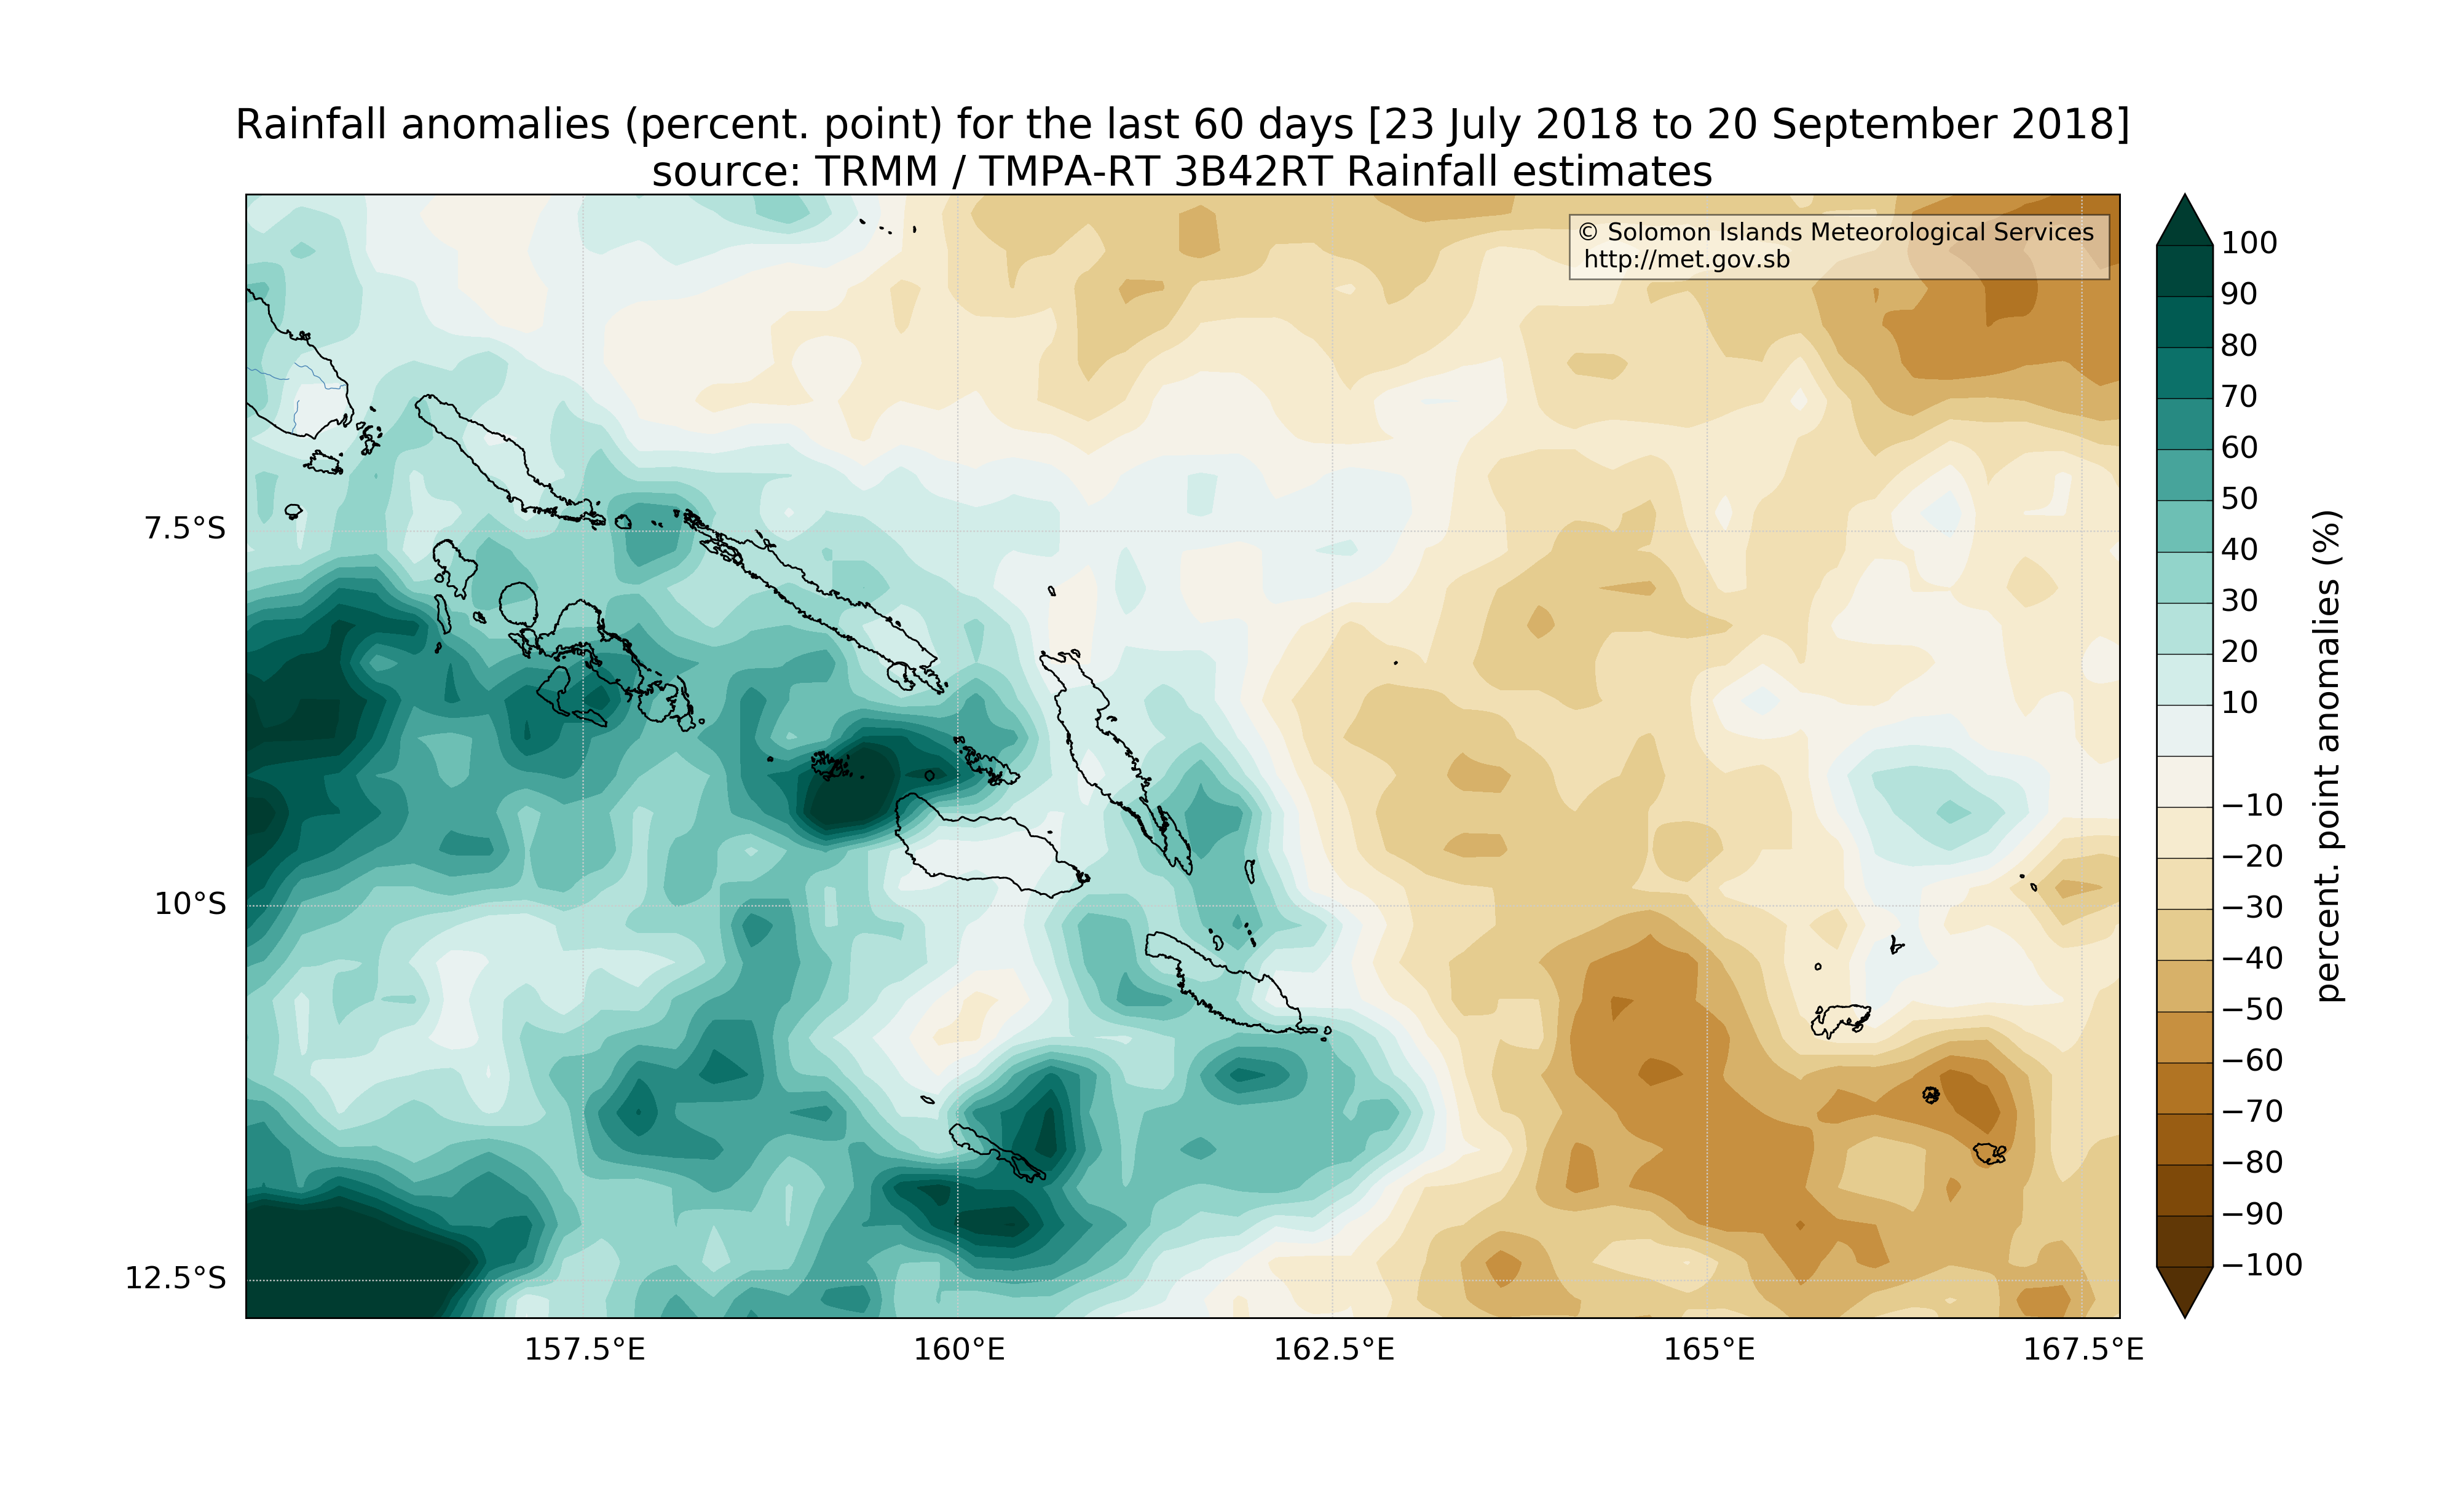 Rainfall anomalies (percent. point) for the last 60 days [23 July 2018 to 20 September 2018]
source: TRMM / TMPA-RT 3B42RT Rainfall estimates
© Solomon Islands Meteorological Services
http://met.gov.sb
7.5°S
10°S
12.5°S
157.5°E
160°E
162.5°E
165°E
167.5°E
100
90
80
70
60
50
40
30
20
10
−10
−20
−30
−40
−50
−60
−70
−80
−90
−100
percent. point anomalies (%)